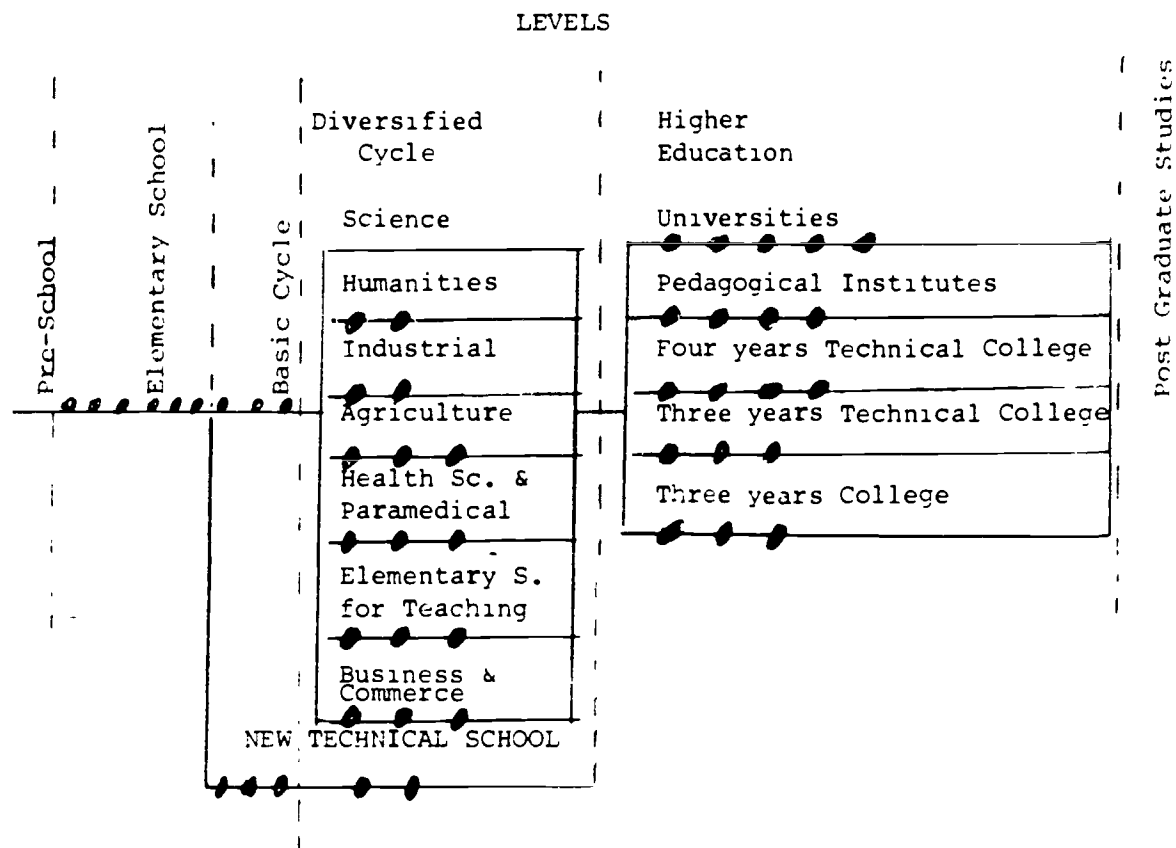 LEVELS
Pre-School
Elementary School
Basic Cycle
Diversified
Cycle
Science
Humanities
Industrial
Agriculture
Health Sc. &
Paramedical
Elementary S.
for Teaching
Business &
Commerce
NEW TECHNICAL SCHOOL
Higher
Education
Universities
Pedagogical Institutes
Four years Technical College
Three years Technical College
Three years College
Post Graduate Studies